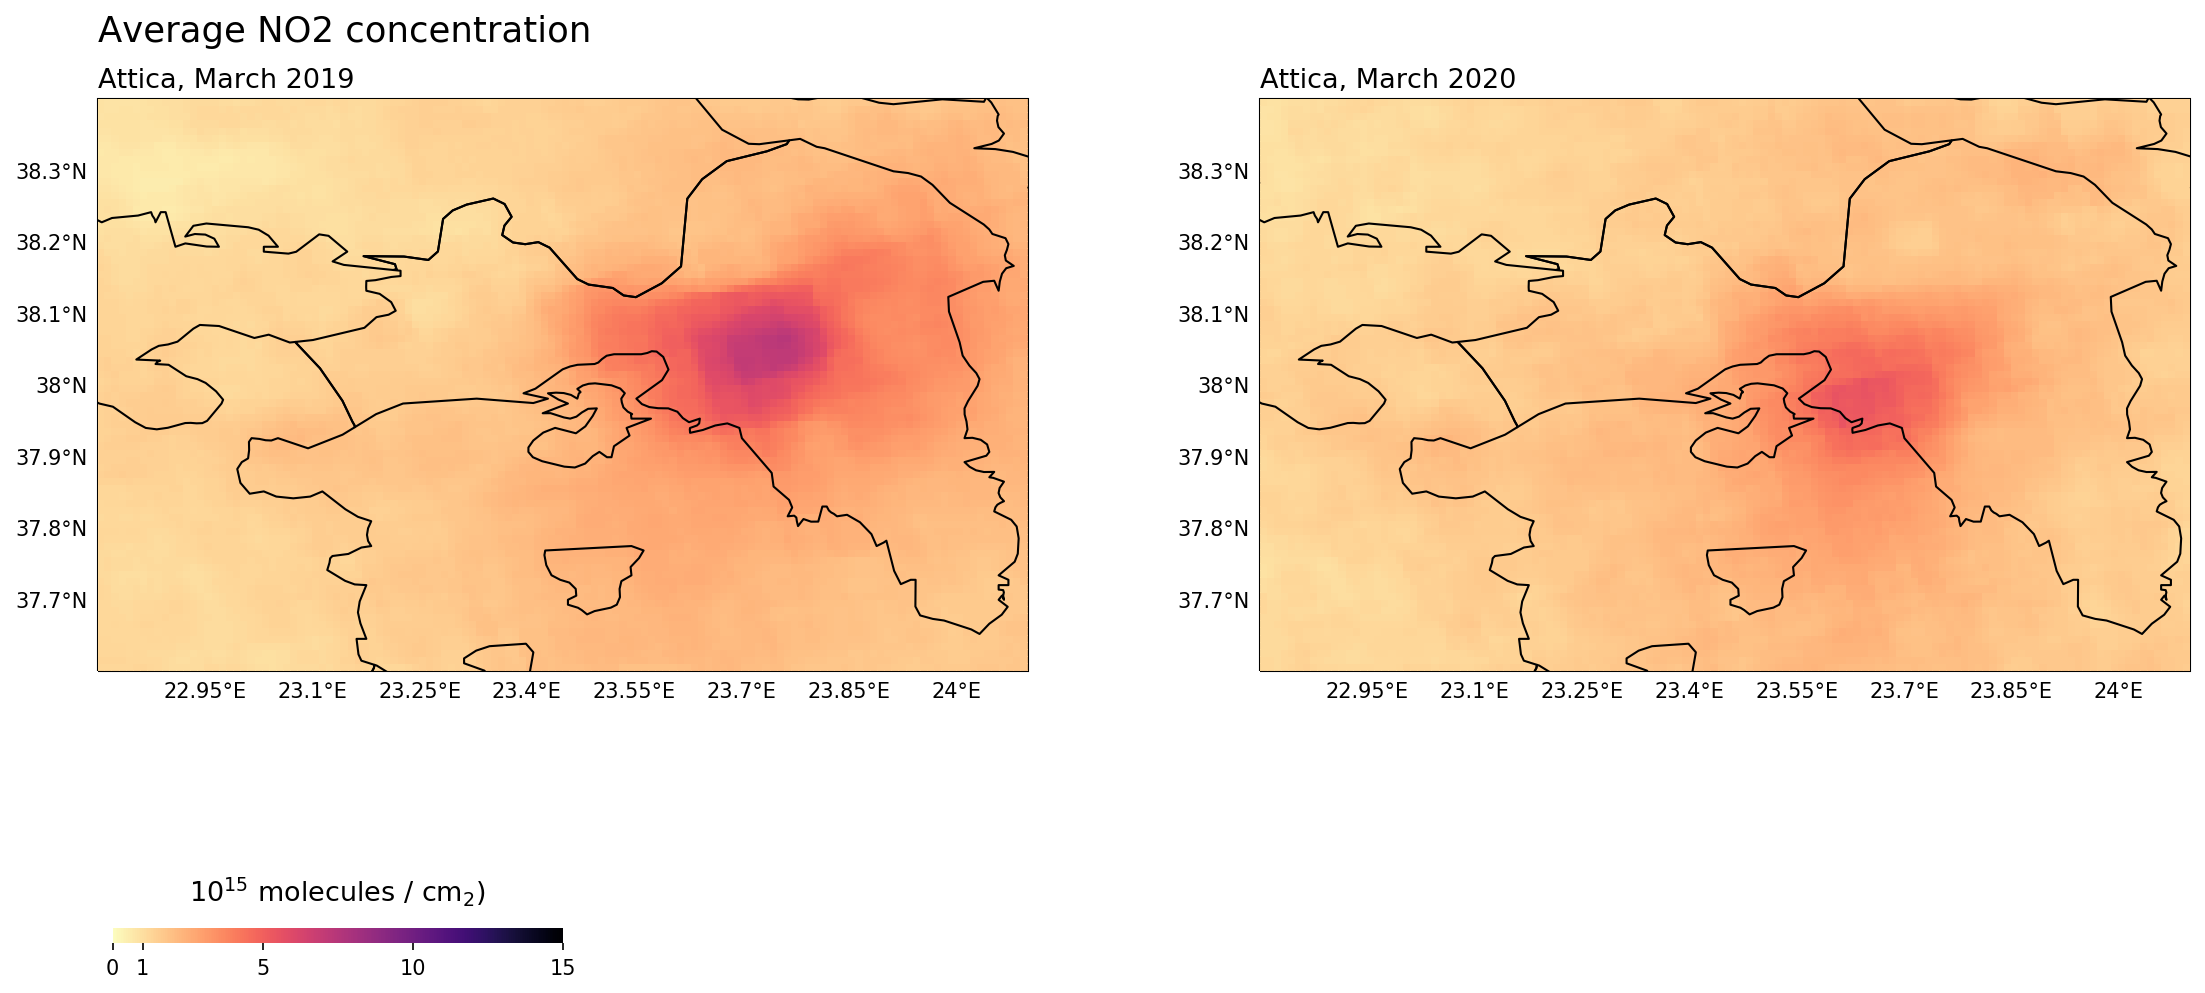 Average NO2 concentration
Attica, March 2019
Attica, March 2020
38.3°N
38.2°N
38.1°N
38°N
37.9°N
37.8°N
37.7°N
22.95°E 23.1°E 23.25°E 23.4°E 23.55°E 23.7°E 23.85°E 24°E
38.3°N
38.2°N
38.1°N
38°N
37.9°N
37.8°N
37.7°N
22.95°E 23.1°E 23.25°E 23.4°E 23.55°E 23.7°E 23.85°E 24°E
10¹⁵ molecules / cm₂)
0 1 5 10 15